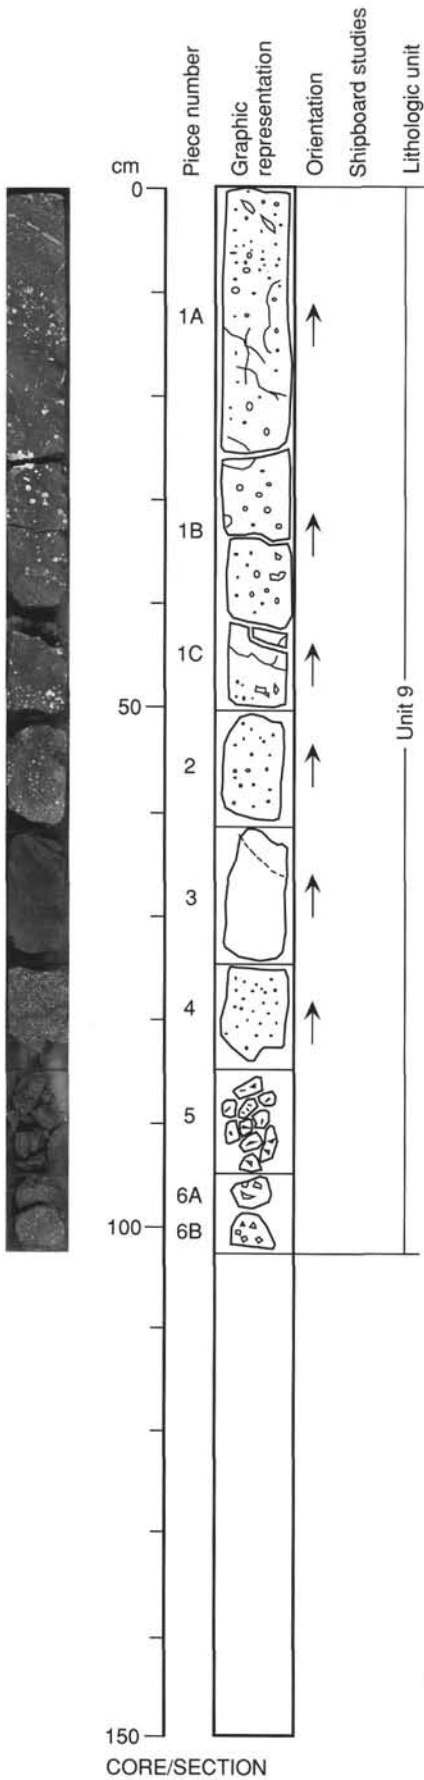 cm
Piece number
Graphic
representation
Orientation
Shipboard studies
Lithologic unit
0
1A
1B
1C
50
2
Unit 9
3
4
5
6A
100
6B
150
CORE/SECTION